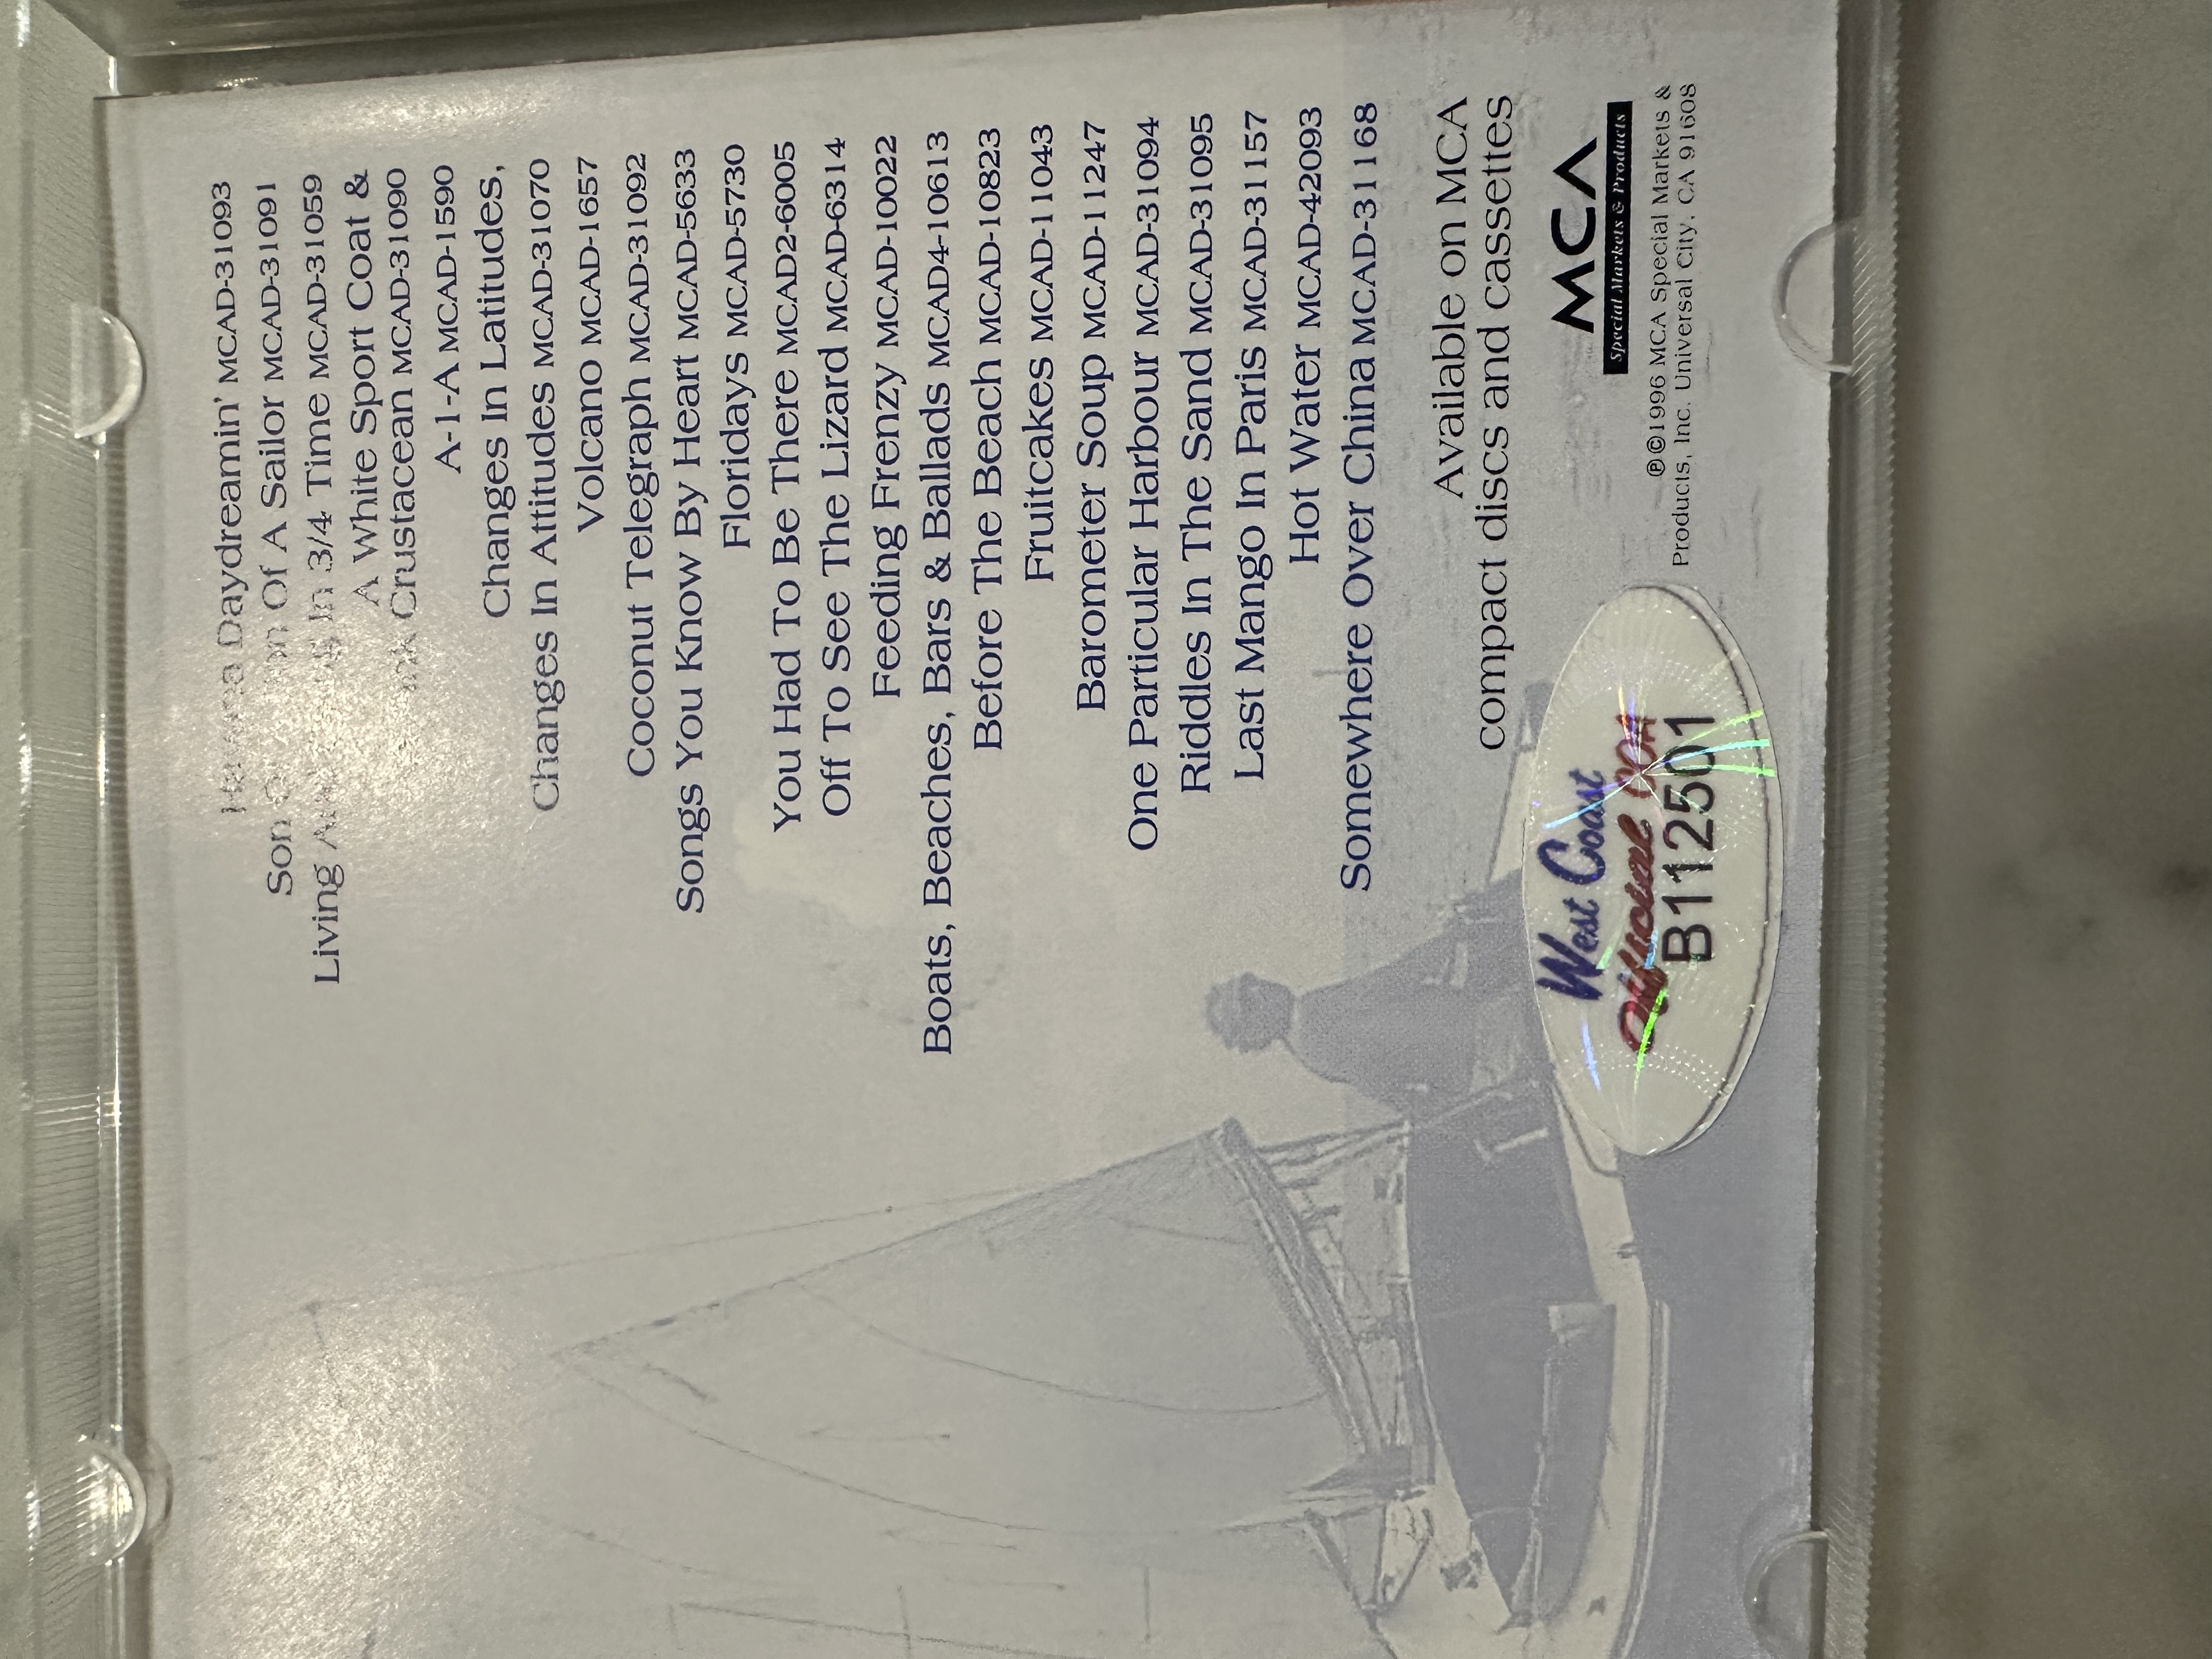 Havana Daydreamin' MCAD-31093
Son Of A Sailor MCAD-31091
Living And In 3/4 Time MCAD-31059
A White Sport Coat &
Pink Crustacean MCAD-31090
A-1-A MCAD-1590
Changes In Latitudes,
Changes In Attitudes MCAD-31070
Volcano MCAD-1657
Coconut Telegraph MCAD-31092
Songs You Know By Heart MCAD-5633
Floridays MCAD-5730
You Had To Be There MCAD2-6005
Off To See The Lizard MCAD-6314
Feeding Frenzy MCAD-10022
Boats, Beaches, Bars & Ballads MCAD4-10613
Before The Beach MCAD-10823
Fruitcakes MCAD-11043
Barometer Soup MCAD-11247
One Particular Harbour MCAD-31094
Riddles In The Sand MCAD-31095
Last Mango In Paris MCAD-31157
Hot Water MCAD-42093
Somewhere Over China MCAD-31168
Available on MCA
compact discs and cassettes
MCA
Special Markets & Products
℗©1996 MCA Special Markets &
Products, Inc. Universal City, CA 91608
West Coast
COA
B112501